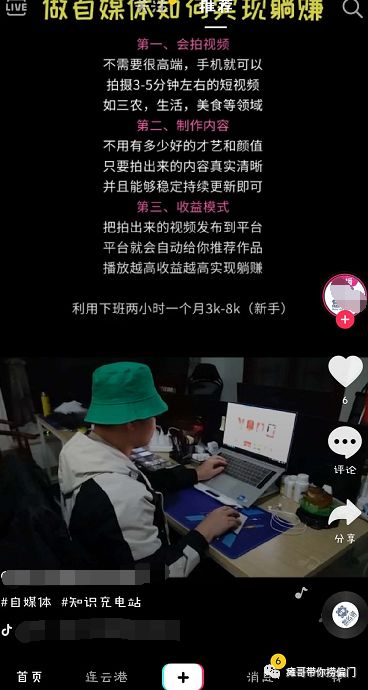 LIVE
推荐
做自媒体如何实现躺赚
第一、会拍视频
不需要很高端，手机就可以
拍摄3-5分钟左右的短视频
如三农，生活，美食等领域
第二、制作内容
不用有多少好的才艺和颜值
只要拍出来的内容真实清晰
并且能够稳定持续更新即可
第三、收益模式
把拍出来的视频发布到平台
平台就会自动给你推荐作品
播放越高收益越高实现躺赚
利用下班两小时一个月3k-8k（新手）
6
评论
分享
#自媒体 #知识充电站
首页
连云港
消息
6
痈哥带你捞偏门